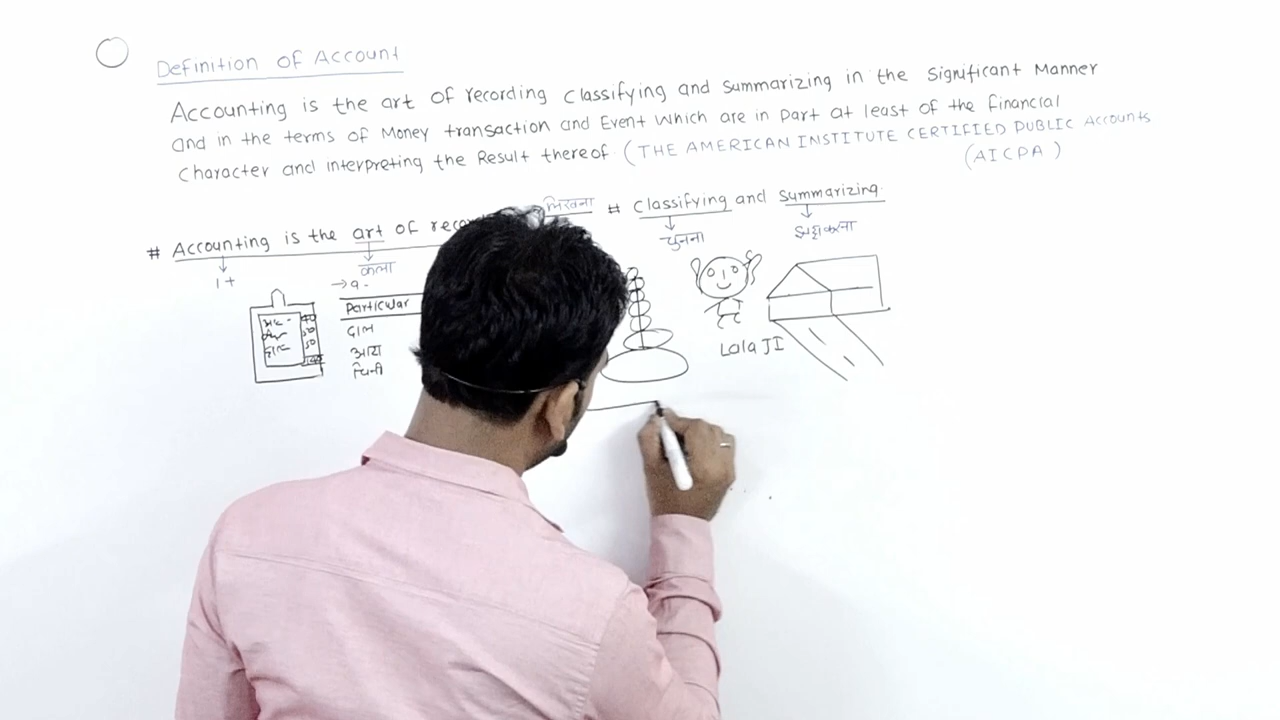 Definition of Account
Accounting is the art of recording classifying and summarizing in the significant Manner
and in the terms of Money transaction and Event which are in part at least of the financial
character and interpreting the Result thereof (THE AMERICAN INSTITUTE CERTIFIED PUBLIC Accounts
(AICPA)
# Accounting is the art of
लिखना
# Classifying and summarizing
कला
चुनना
Particular
दाल
आटा
चिनी
Lala JI